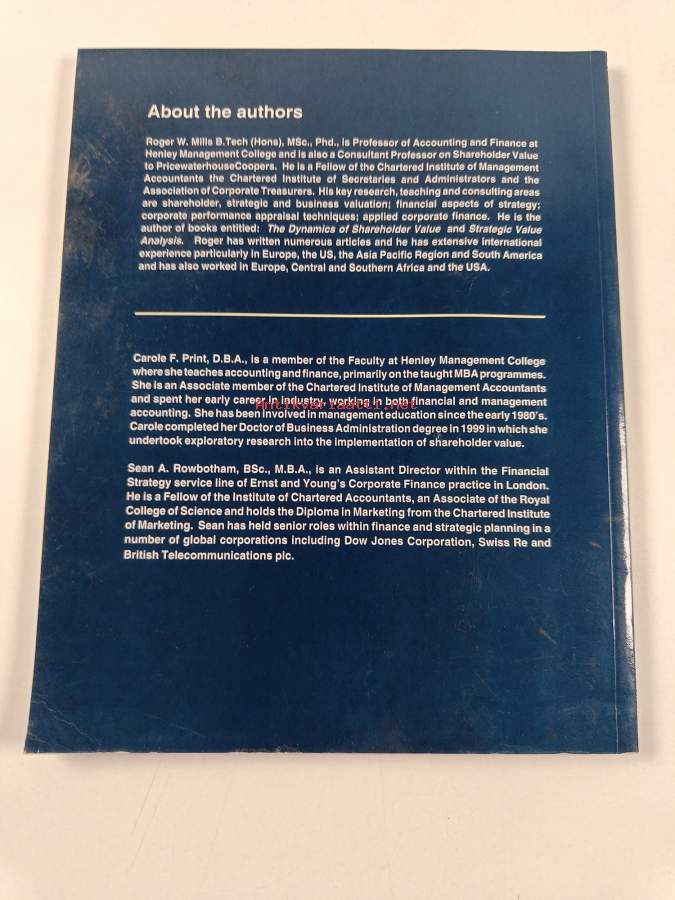 About the authors
Roger W. Mills B.Tech (Hons), MSc., Phd., is Professor of Accounting and Finance at
Henley Management College and is also a Consultant Professor on Shareholder Value
to PricewaterhouseCoopers. He is a Fellow of the Chartered Institute of Management
Accountants the Chartered Institute of Secretaries and Administrators and the
Association of Corporate Treasurers. His key research, teaching and consulting areas
are shareholder, strategic and business valuation; financial aspects of strategy;
corporate performance appraisal techniques; applied corporate finance. He is the
author of books entitled: The Dynamics of Shareholder Value and Strategic Value
Analysis. Roger has written numerous articles and he has extensive international
experience particularly in Europe, the US, the Asia Pacific Region and South America
and has also worked in Europe, Central and Southern Africa and the USA.
Carole F. Print, D.B.A., is a member of the Faculty at Henley Management College
where she teaches accounting and finance, primarily on the taught MBA programmes.
She is an Associate member of the Chartered Institute of Management Accountants
and spent her early career in industry, working in both financial and management
Antikvariaatti.net
accounting. She has been involved in management education since the early 1980's.
Carole completed her Doctor of Business Administration degree in 1999 in which she
undertook exploratory research into the implementation of shareholder value.
Sean A. Rowbotham, BSc., M.B.A., is an Assistant Director within the Financial
Strategy service line of Ernst and Young's Corporate Finance practice in London.
He is a Fellow of the Institute of Chartered Accountants, an Associate of the Royal
College of Science and holds the Diploma in Marketing from the Chartered Institute
of Marketing. Sean has held senior roles within finance and strategic planning in a
number of global corporations including Dow Jones Corporation, Swiss Re and
British Telecommunications plc.